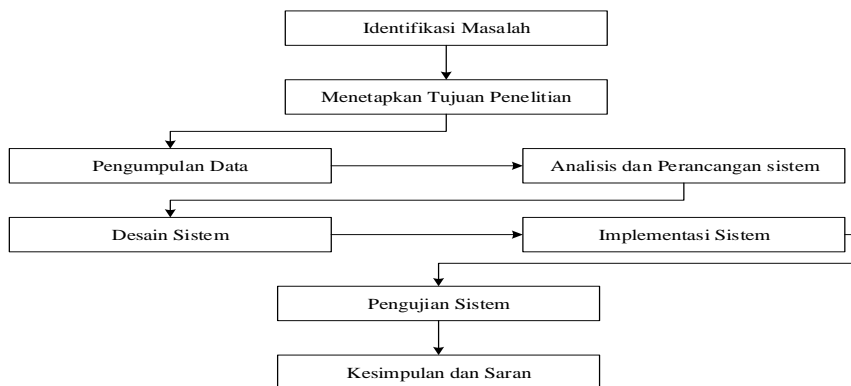 Identifikasi Masalah
Menetapkan Tujuan Penelitian
Pengumpulan Data
Analisis dan Perancangan sistem
Desain Sistem
Implementasi Sistem
Pengujian Sistem
Kesimpulan dan Saran